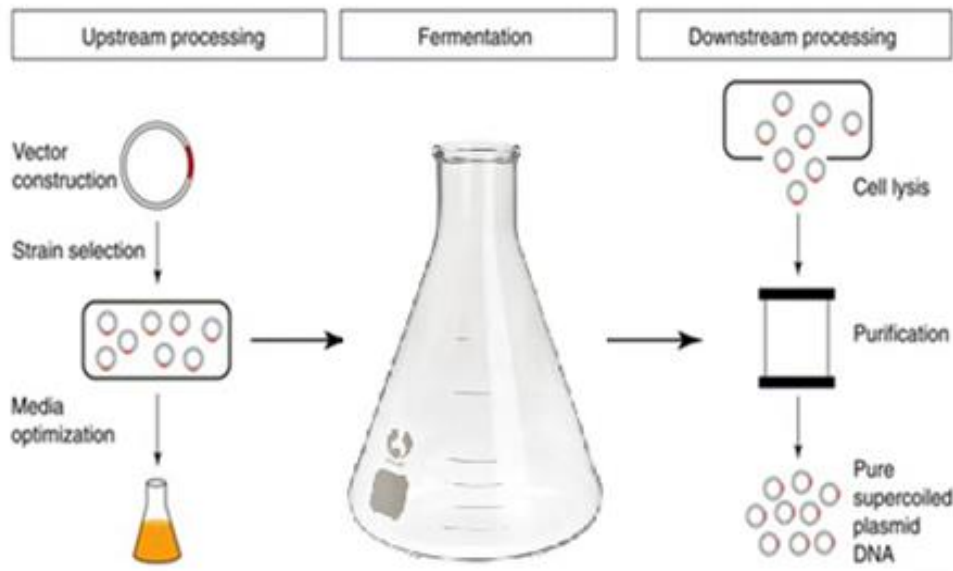 Upstream processing
Fermentation
Downstream processing
Vector
construction
Strain selection
Media
optimization
Cell lysis
Purification
Pure
supercoiled
plasmid
DNA